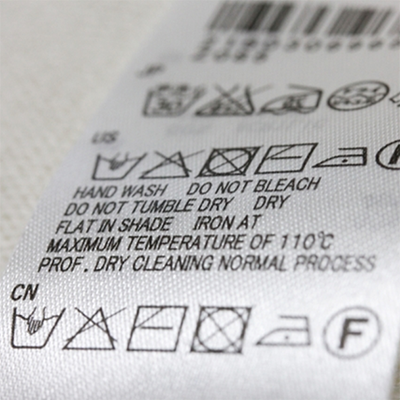 JP
US
HAND WASH DO NOT BLEACH
DO NOT TUMBLE DRY DRY
FLAT IN SHADE IRON AT
MAXIMUM TEMPERATURE OF 110°C
PROF. DRY CLEANING NORMAL PROCESS
CN
F